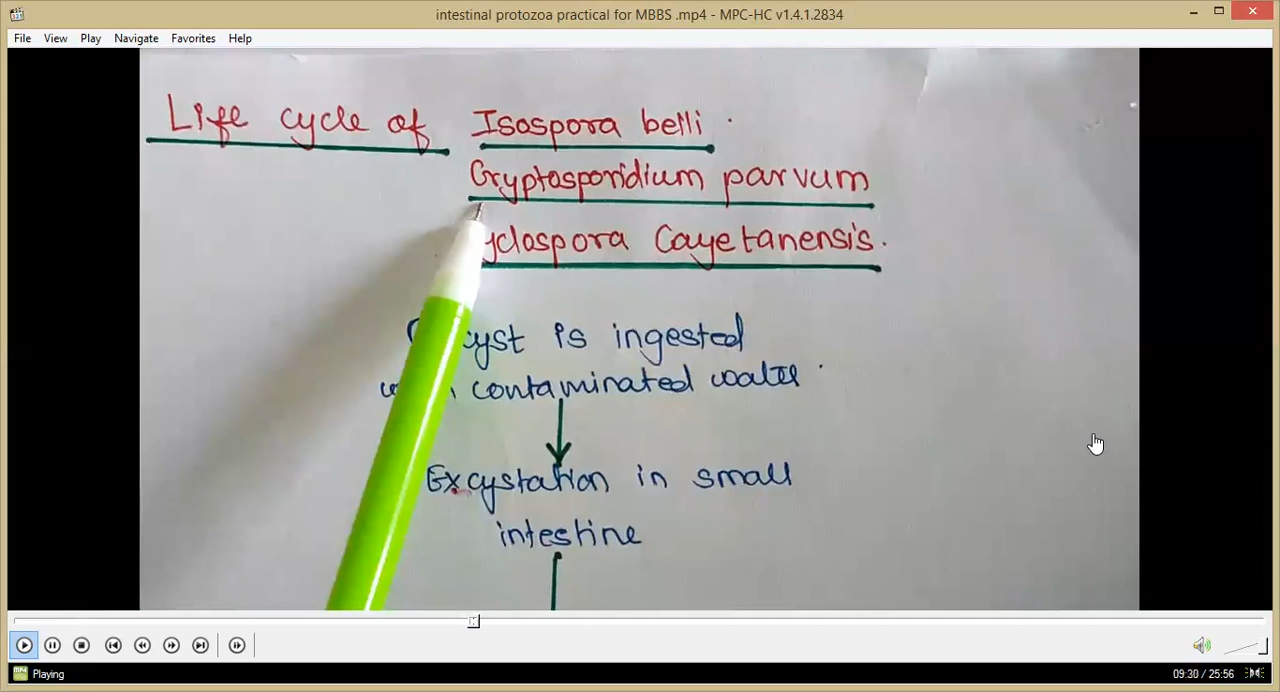 intestinal protozoa practical for MBBS .mp4 - MPC-HC v1.4.1.2834
File View Play Navigate Favorites Help
Life cycle of Isospora belli.
Cryptosporidium parvum
yclospora Cayetanensis.
cyst is ingested
contaminated water.
Excystation in small
intestine
Playing
09:30 / 25:56